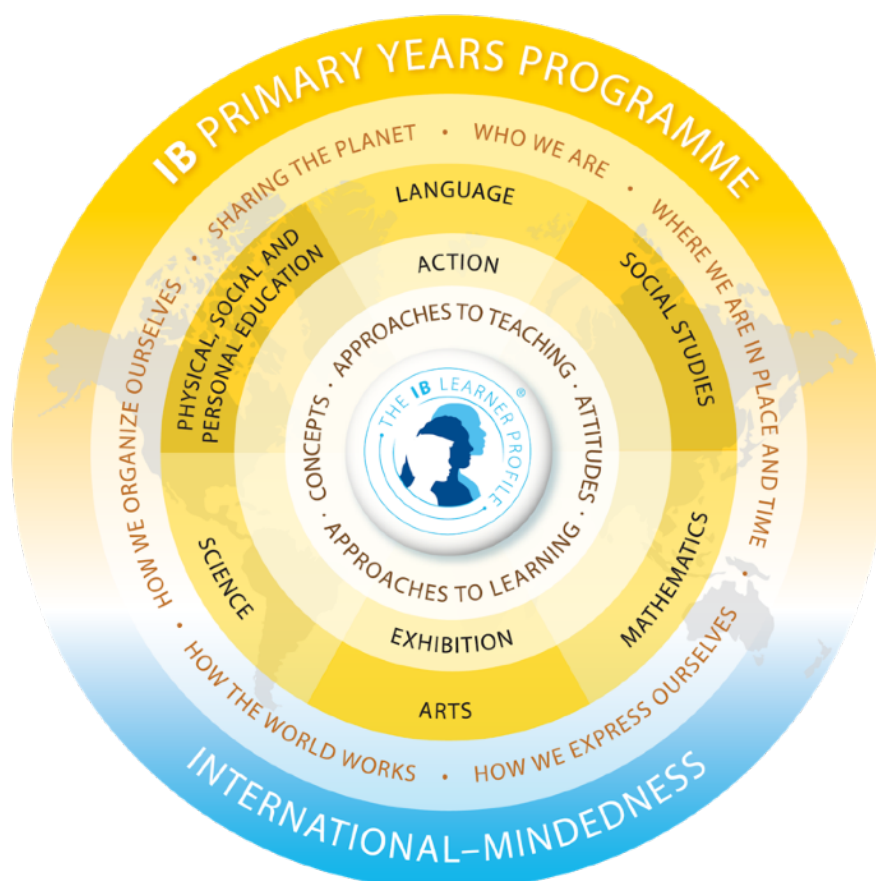 IB PRIMARY YEARS PROGRAMME
SHARING THE PLANET
•
WHO WE ARE
•
WHERE WE ARE IN PLACE AND TIME
•
HOW WE EXPRESS OURSELVES
•
HOW THE WORLD WORKS
•
HOW WE ORGANIZE OURSELVES
•
LANGUAGE
SOCIAL STUDIES
MATHEMATICS
ARTS
SCIENCE
PHYSICAL, SOCIAL AND
PERSONAL EDUCATION
ACTION
EXHIBITION
APPROACHES TO TEACHING · ATTITUDES · APPROACHES TO LEARNING · CONCEPTS ·
· THE IB LEARNER PROFILE ·
®
INTERNATIONAL–MINDEDNESS